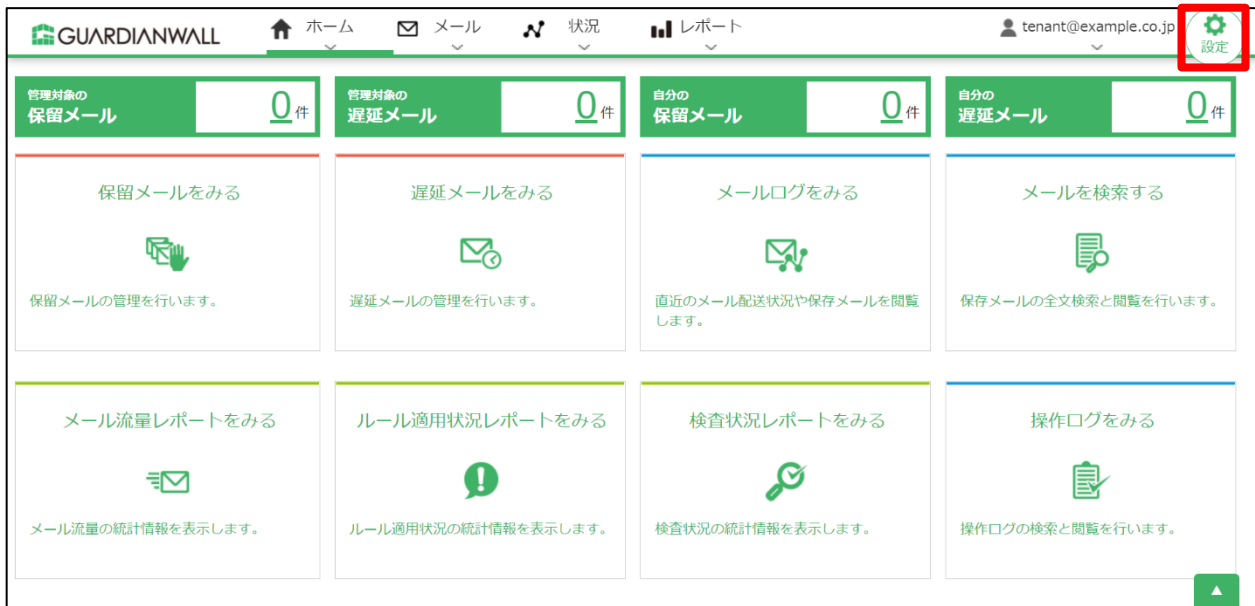 GUARDIANWALL
ホーム
メール
状況
レポート
tenant@example.co.jp
設定
管理対象の
保留メール
0件
管理対象の
遅延メール
0件
自分の
保留メール
0件
自分の
遅延メール
0件
保留メールをみる
保留メールの管理を行います。
遅延メールをみる
遅延メールの管理を行います。
メールログをみる
直近のメール配送状況や保存メールを閲覧
します。
メールを検索する
保存メールの全文検索と閲覧を行います。
メール流量レポートをみる
メール流量の統計情報を表示します。
ルール適用状況レポートをみる
ルール適用状況の統計情報を表示します。
検査状況レポートをみる
検査状況の統計情報を表示します。
操作ログをみる
操作ログの検索と閲覧を行います。